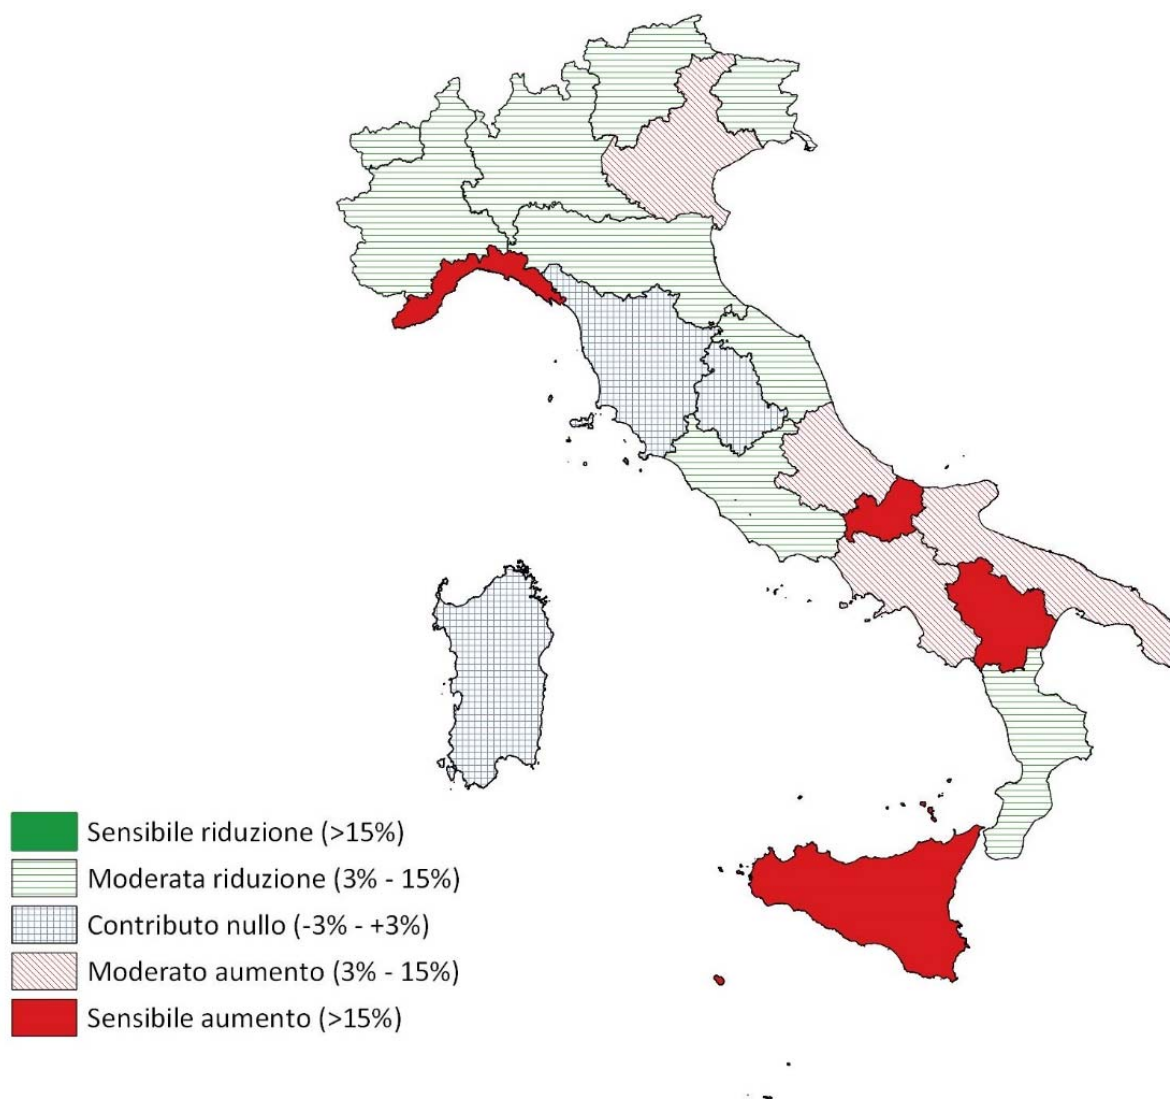 Sensibile riduzione (>15%)
Moderata riduzione (3% - 15%)
Contributo nullo (-3% - +3%)
Moderato aumento (3% - 15%)
Sensibile aumento (>15%)